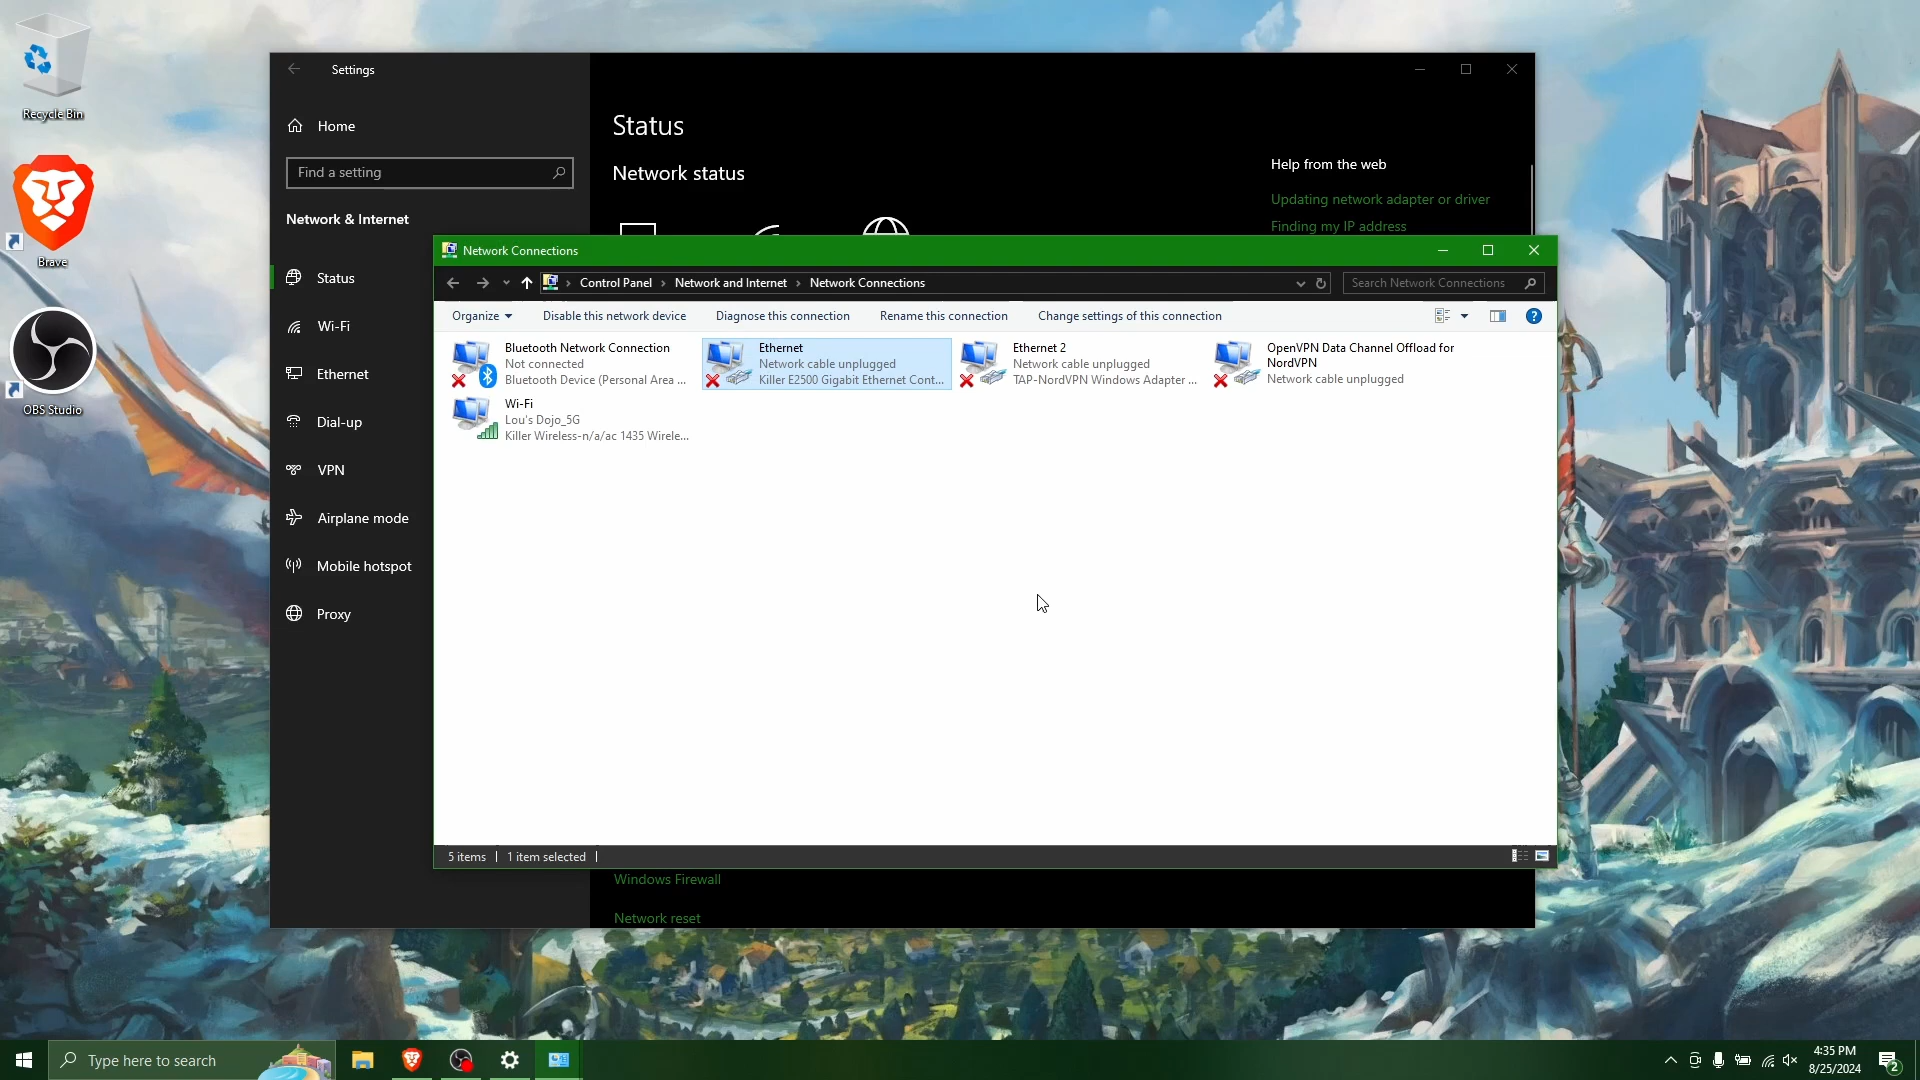 Recycle Bin
Brave
OBS Studio
Settings
Home
Find a setting
Network & Internet
Status
Wi-Fi
Ethernet
Dial-up
VPN
Airplane mode
Mobile hotspot
Proxy
Status
Network status
Help from the web
Updating network adapter or driver
Finding my IP address
Network Connections
Control Panel > Network and Internet > Network Connections
Search Network Connections
Organize
Disable this network device
Diagnose this connection
Rename this connection
Change settings of this connection
Bluetooth Network Connection
Not connected
Bluetooth Device (Personal Area ...
Ethernet
Network cable unplugged
Killer E2500 Gigabit Ethernet Cont...
Ethernet 2
Network cable unplugged
TAP-NordVPN Windows Adapter ...
OpenVPN Data Channel Offload for
NordVPN
Network cable unplugged
Wi-Fi
Lou's Dojo_5G
Killer Wireless-n/a/ac 1435 Wirele...
5 items
1 item selected
Windows Firewall
Network reset
Type here to search
4:35 PM
8/25/2024
2